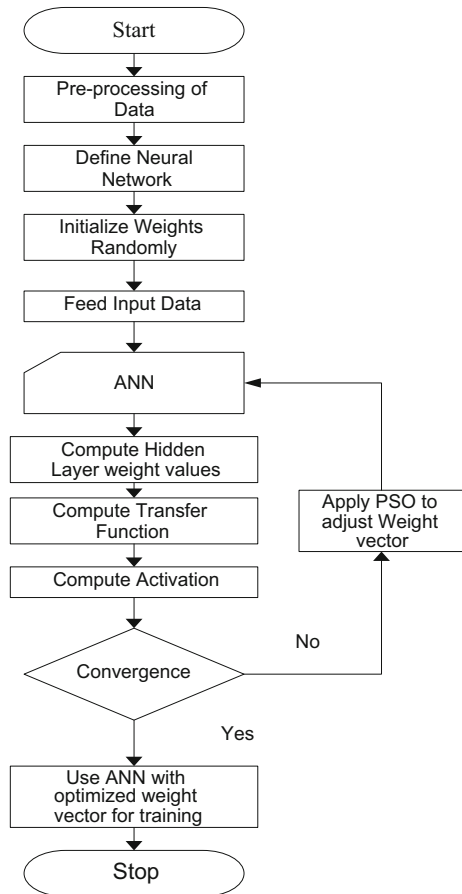 Start
Pre-processing of
Data
Define Neural
Network
Initialize Weights
Randomly
Feed Input Data
ANN
Compute Hidden
Layer weight values
Compute Transfer
Function
Compute Activation
Convergence
No
Apply PSO to
adjust Weight
vector
Yes
Use ANN with
optimized weight
vector for training
Stop